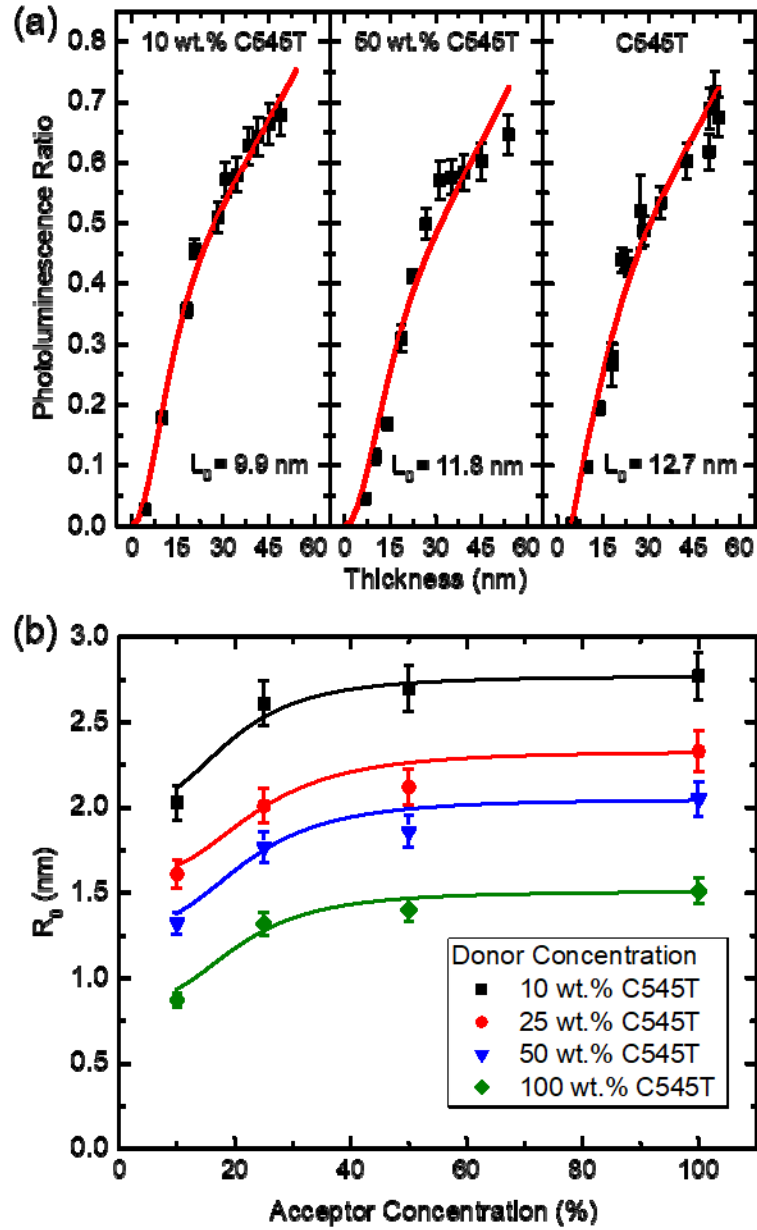 (a)
10 wt.% C545T 50 wt.% C545T C545T
0.8
0.7
0.6
0.5
0.4
0.3
0.2
0.1
0.0
Photoluminescence Ratio
L₀= 9.9 nm L₀= 11.8 nm L₀= 12.7 nm
0 15 30 45 60 0 15 30 45 60 0 15 30 45 60
Thickness (nm)
(b)
3.0
2.5
2.0
1.5
1.0
0.5
0.0
R₀ (nm)
Donor Concentration
10 wt.% C545T
25 wt.% C545T
50 wt.% C545T
100 wt.% C545T
0 20 40 60 80 100
Acceptor Concentration (%)